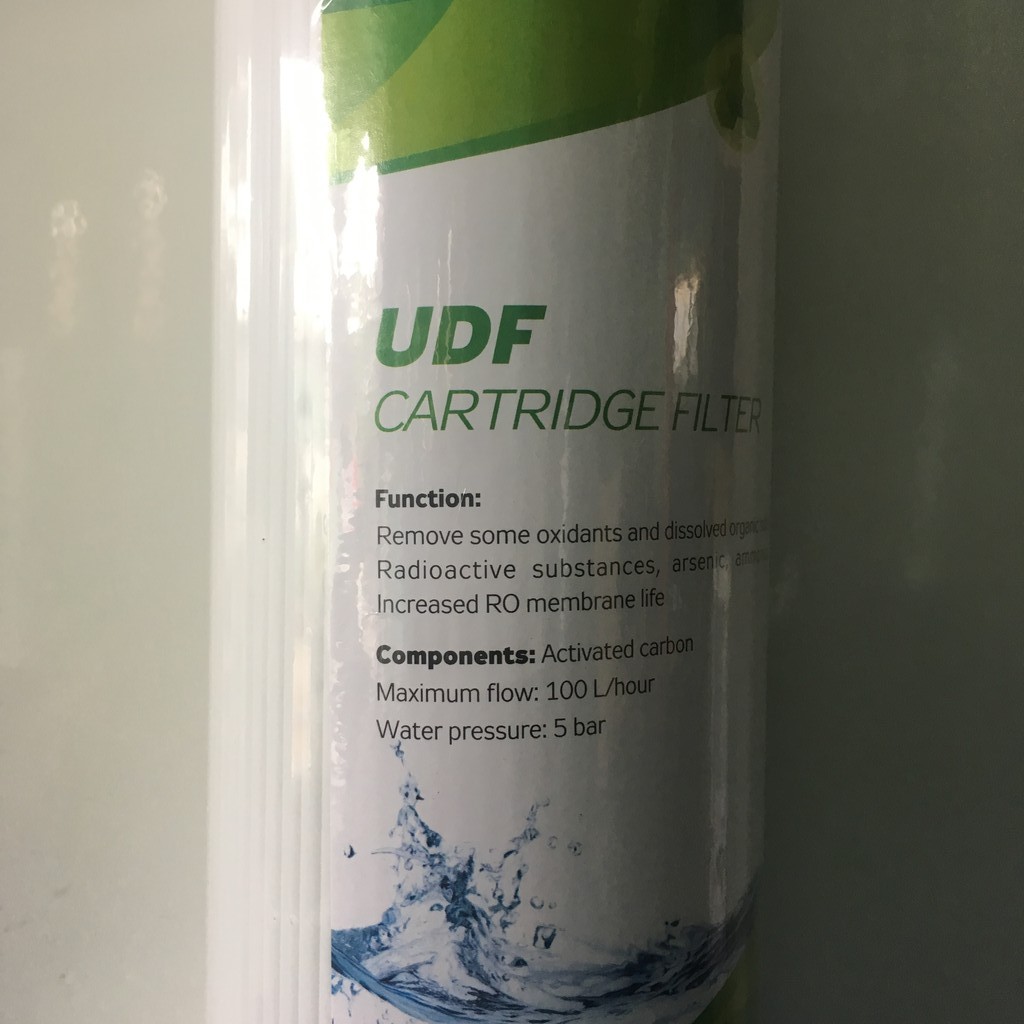 UDF
CARTRIDGE FILTER
Function:
Remove some oxidants and dissolved organic
Radioactive substances, arsenic,
Increased RO membrane life
Components: Activated carbon
Maximum flow: 100 L/hour
Water pressure: 5 bar